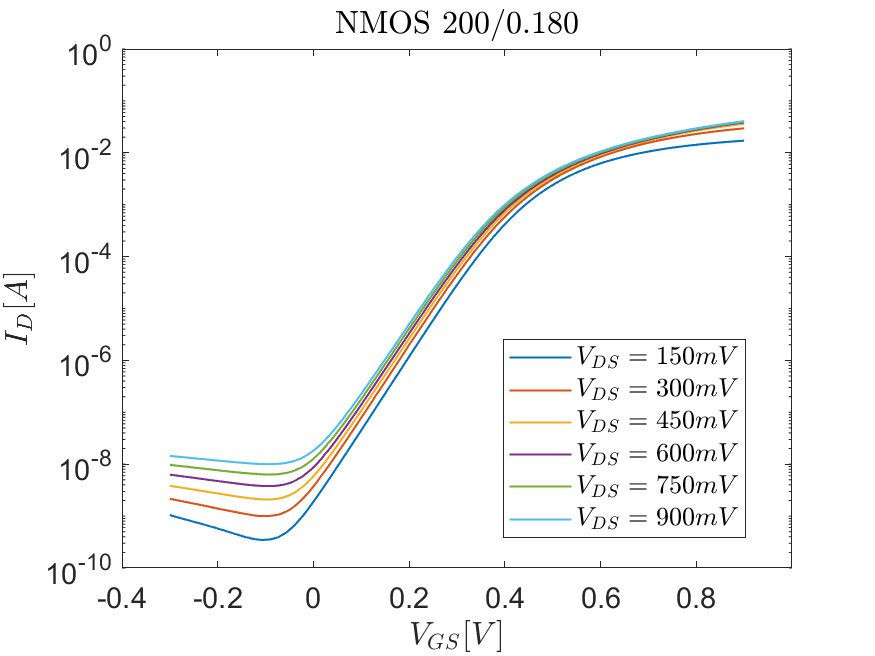 NMOS 200/0.180
10^0
10^-2
10^-4
10^-6
10^-8
10^-10
I_D[A]
-0.4 -0.2 0 0.2 0.4 0.6 0.8
V_GS[V]
V_DS = 150mV
V_DS = 300mV
V_DS = 450mV
V_DS = 600mV
V_DS = 750mV
V_DS = 900mV